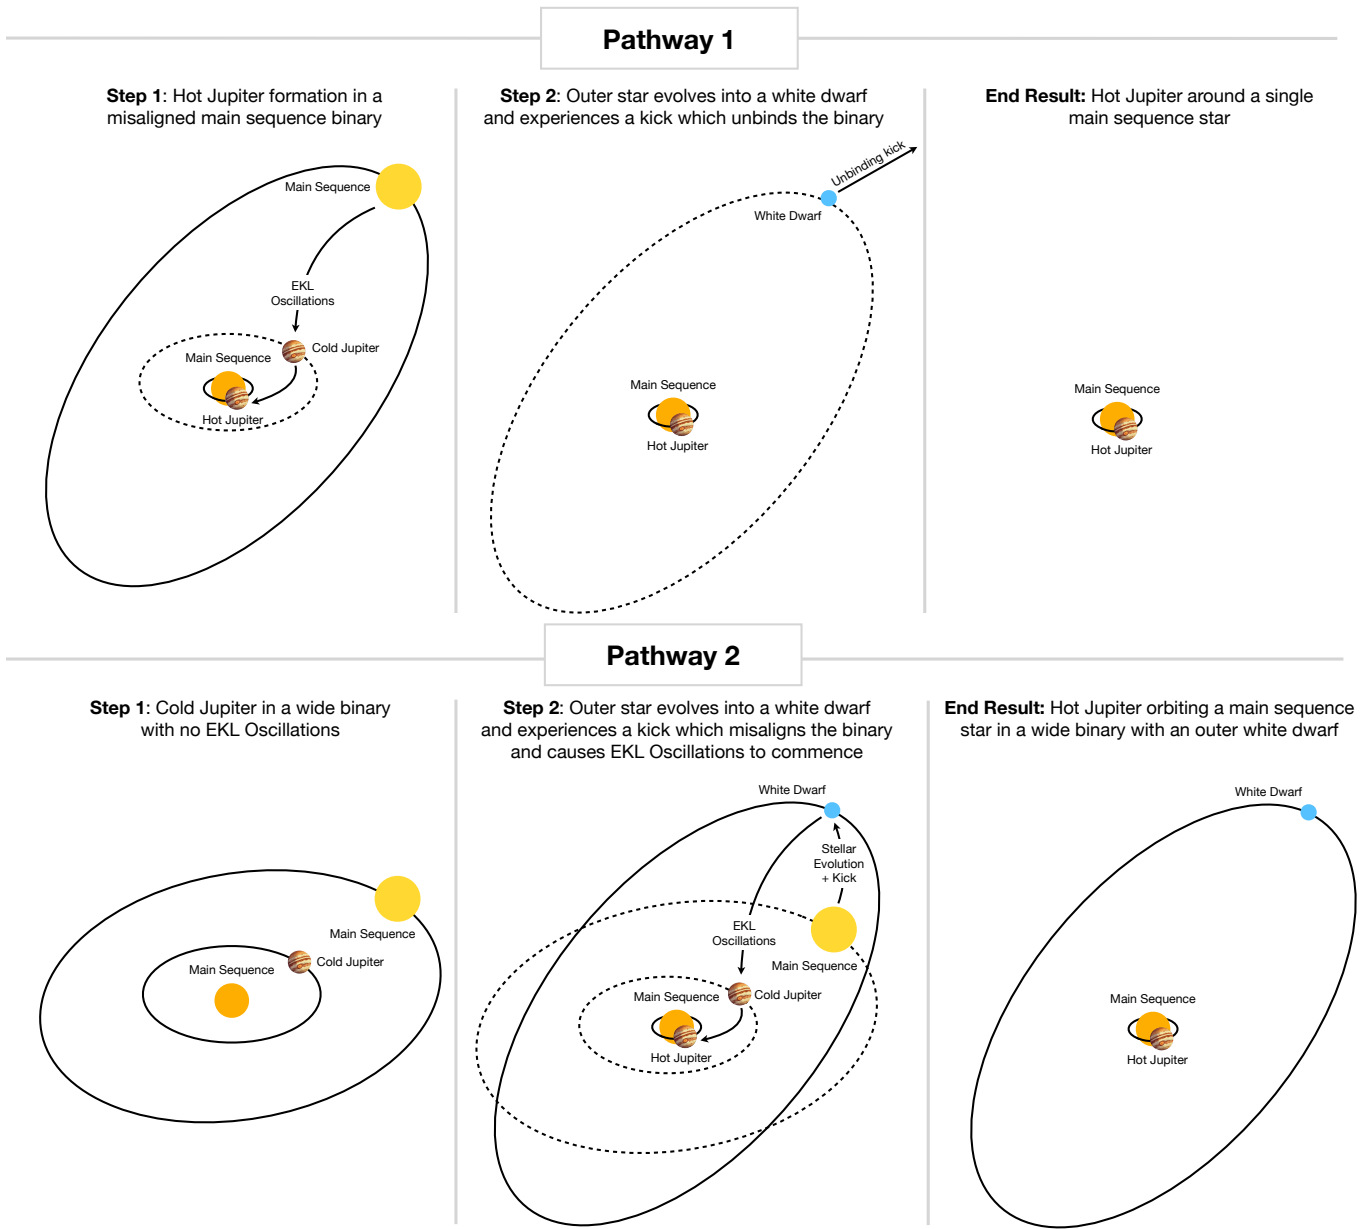 Pathway 1
Step 1: Hot Jupiter formation in a
misaligned main sequence binary
Main Sequence
EKL
Oscillations
Cold Jupiter
Main Sequence
Hot Jupiter
Step 2: Outer star evolves into a white dwarf
and experiences a kick which unbinds the binary
Unbinding kick
White Dwarf
Main Sequence
Hot Jupiter
End Result: Hot Jupiter around a single
main sequence star
Main Sequence
Hot Jupiter
Pathway 2
Step 1: Cold Jupiter in a wide binary
with no EKL Oscillations
Main Sequence
Cold Jupiter
Main Sequence
Step 2: Outer star evolves into a white dwarf
and experiences a kick which misaligns the binary
and causes EKL Oscillations to commence
White Dwarf
Stellar
Evolution
+ Kick
EKL
Oscillations
Main Sequence
Main Sequence
Cold Jupiter
Hot Jupiter
End Result: Hot Jupiter orbiting a main sequence
star in a wide binary with an outer white dwarf
White Dwarf
Main Sequence
Hot Jupiter